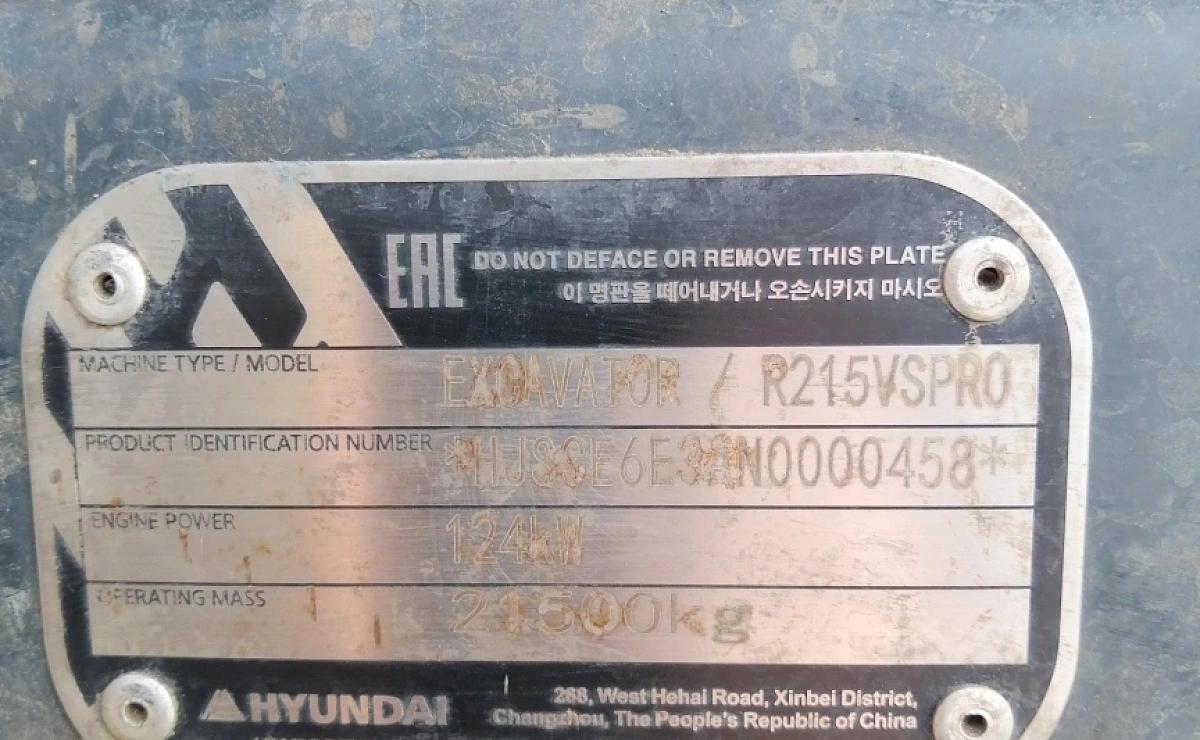 EAC
DO NOT DEFACE OR REMOVE THIS PLATE
이 명판을 떼어내거나 오손시키지 마시오
MACHINE TYPE / MODEL EXCAVATOR / R215VSPRO
PRODUCT IDENTIFICATION NUMBER
ENGINE POWER 124kW
OPERATING MASS 21500kg
HYUNDAI
288, West Hehai Road, Xinbei District,
Changzhou, The People's Republic of China